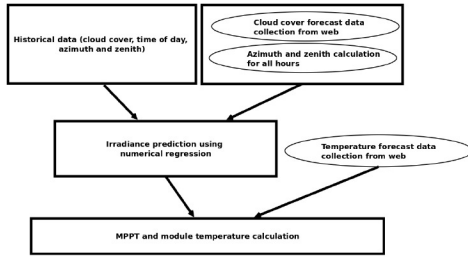 Historical data (cloud cover, time of day,
azimuth and zenith)
Cloud cover forecast data
collection from web
Azimuth and zenith calculation
for all hours
Irradiance prediction using
numerical regression
Temperature forecast data
collection from web
MPPT and module temperature calculation